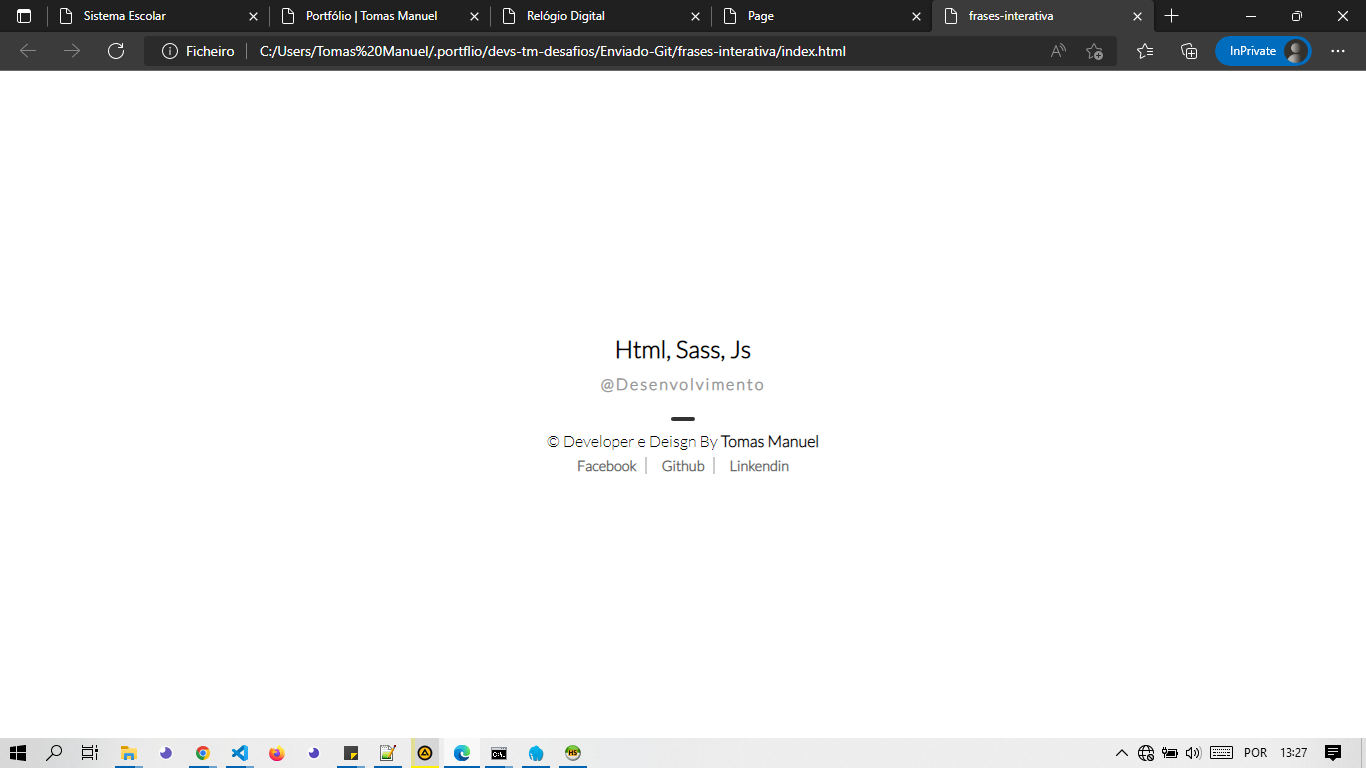 Sistema Escolar
Portfólio | Tomas Manuel
Relógio Digital
Page
frases-interativa
Ficheiro
C:/Users/Tomas%20Manuel/.portflio/devs-tm-desafios/Enviado-Git/frases-interativa/index.html
InPrivate
Html, Sass, Js
@Desenvolvimento
© Developer e Deisgn By Tomas Manuel
Facebook | Github | Linkendin
POR 13:27